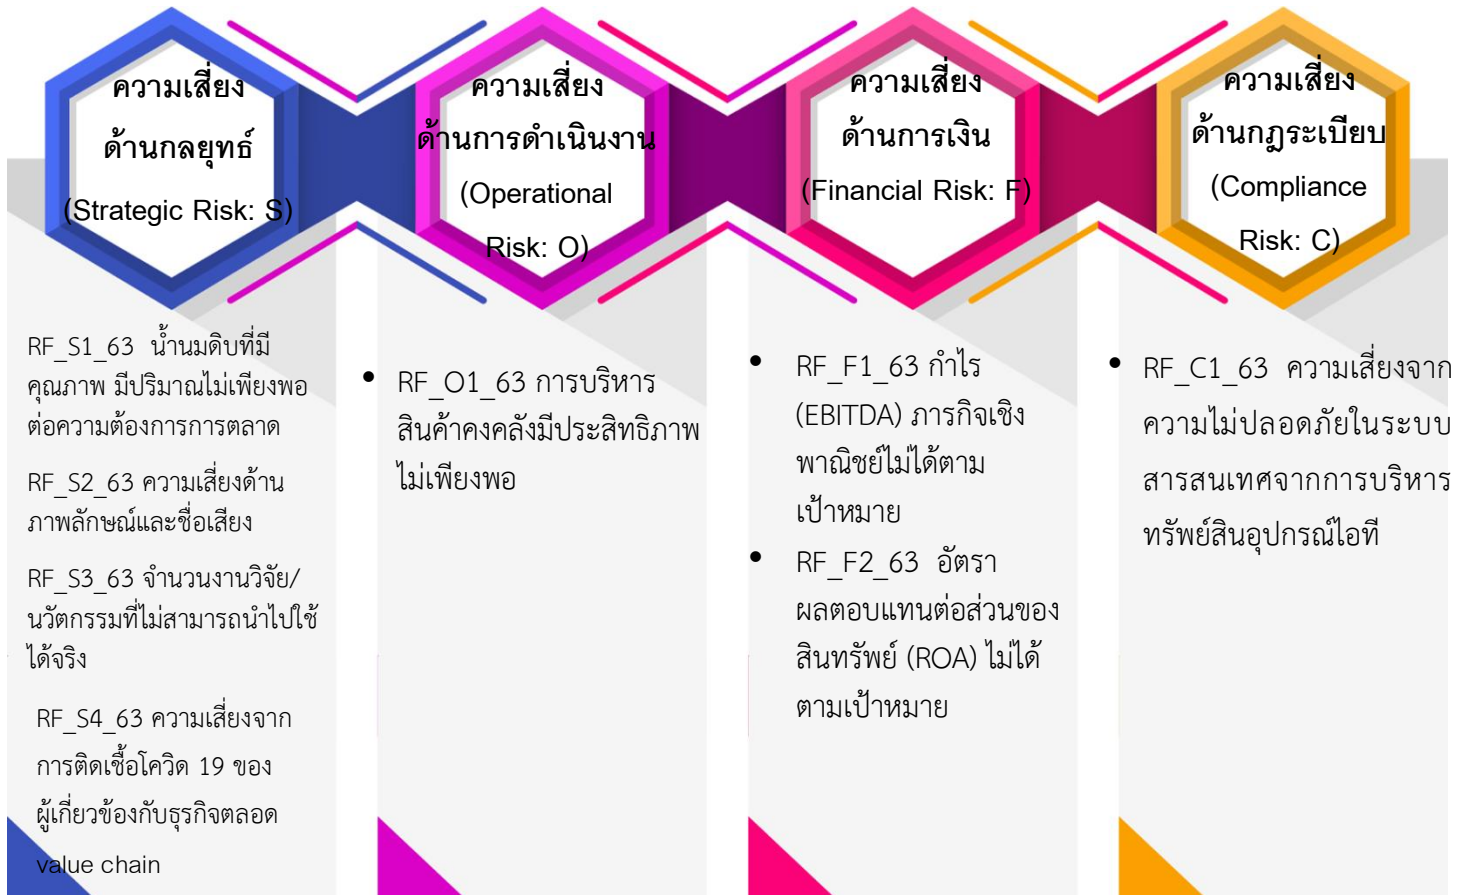 ความเสี่ยง
ด้านกลยุทธ์
(Strategic Risk: S)
RF_S1_63 น้ำนมดิบที่มี
คุณภาพ มีปริมาณไม่เพียงพอ
ต่อความต้องการการตลาด
RF_S2_63 ความเสี่ยงด้าน
ภาพลักษณ์และชื่อเสียง
RF_S3_63 จำนวนงานวิจัย/
นวัตกรรมที่ไม่สามารถนำไปใช้
ได้จริง
RF_S4_63 ความเสี่ยงจาก
การติดเชื้อโควิด 19 ของ
ผู้เกี่ยวข้องกับธุรกิจตลอด
value chain
ความเสี่ยง
ด้านการดำเนินงาน
(Operational
Risk: O)
• RF_O1_63 การบริหาร
สินค้าคงคลังมีประสิทธิภาพ
ไม่เพียงพอ
ความเสี่ยง
ด้านการเงิน
(Financial Risk: F)
• RF_F1_63 กำไร
(EBITDA) ภารกิจเชิง
พาณิชย์ไม่ได้ตาม
เป้าหมาย
• RF_F2_63 อัตรา
ผลตอบแทนต่อส่วนของ
สินทรัพย์ (ROA) ไม่ได้
ตามเป้าหมาย
ความเสี่ยง
ด้านกฎระเบียบ
(Compliance
Risk: C)
• RF_C1_63 ความเสี่ยงจาก
ความไม่ปลอดภัยในระบบ
สารสนเทศจากการบริหาร
ทรัพย์สินอุปกรณ์ไอที